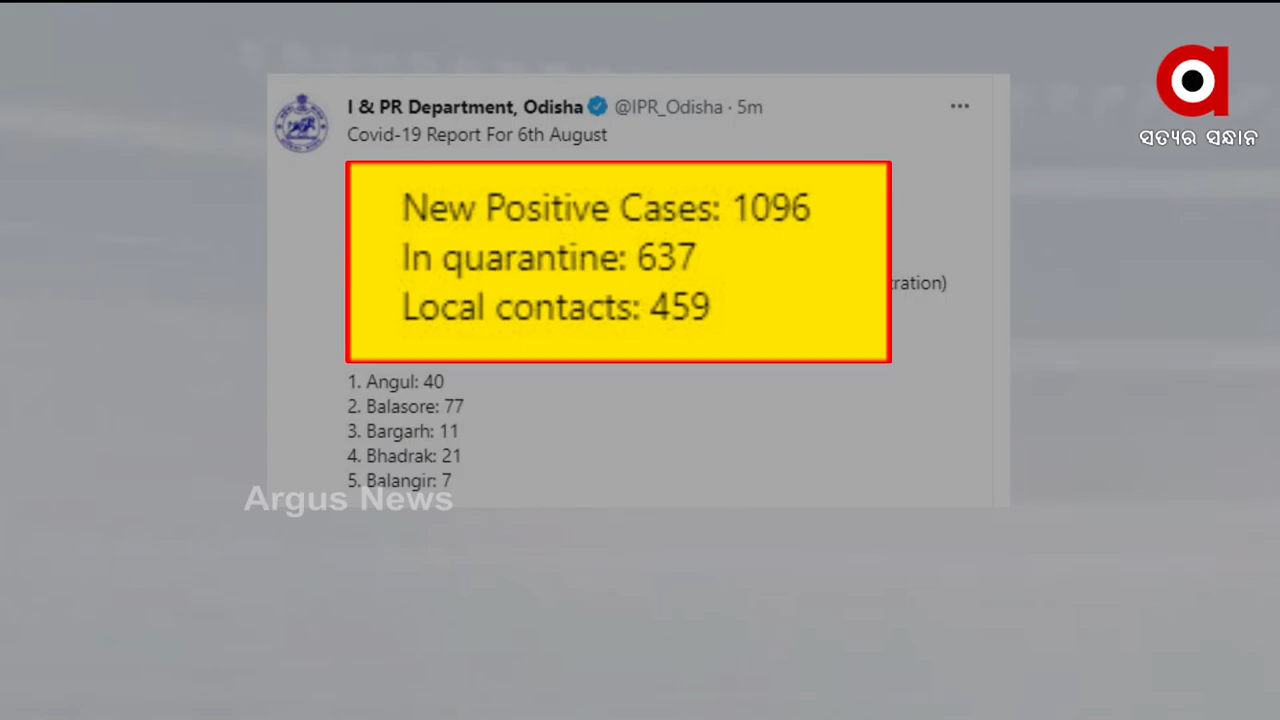 ସତ୍ୟର ସନ୍ଧାନ
I & PR Department, Odisha @IPR_Odisha · 5m
Covid-19 Report For 6th August
New Positive Cases: 1096
In quarantine: 637
Local contacts: 459
ration)
1. Angul: 40
2. Balasore: 77
3. Bargarh: 11
4. Bhadrak: 21
5. Balangir: 7
Argus News